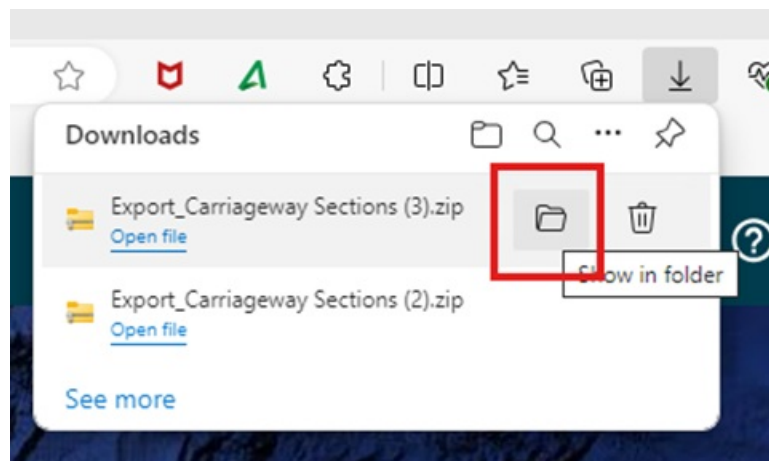 Downloads
Export_Carriageway Sections (3).zip
Open file
Show in folder
Export_Carriageway Sections (2).zip
Open file
See more